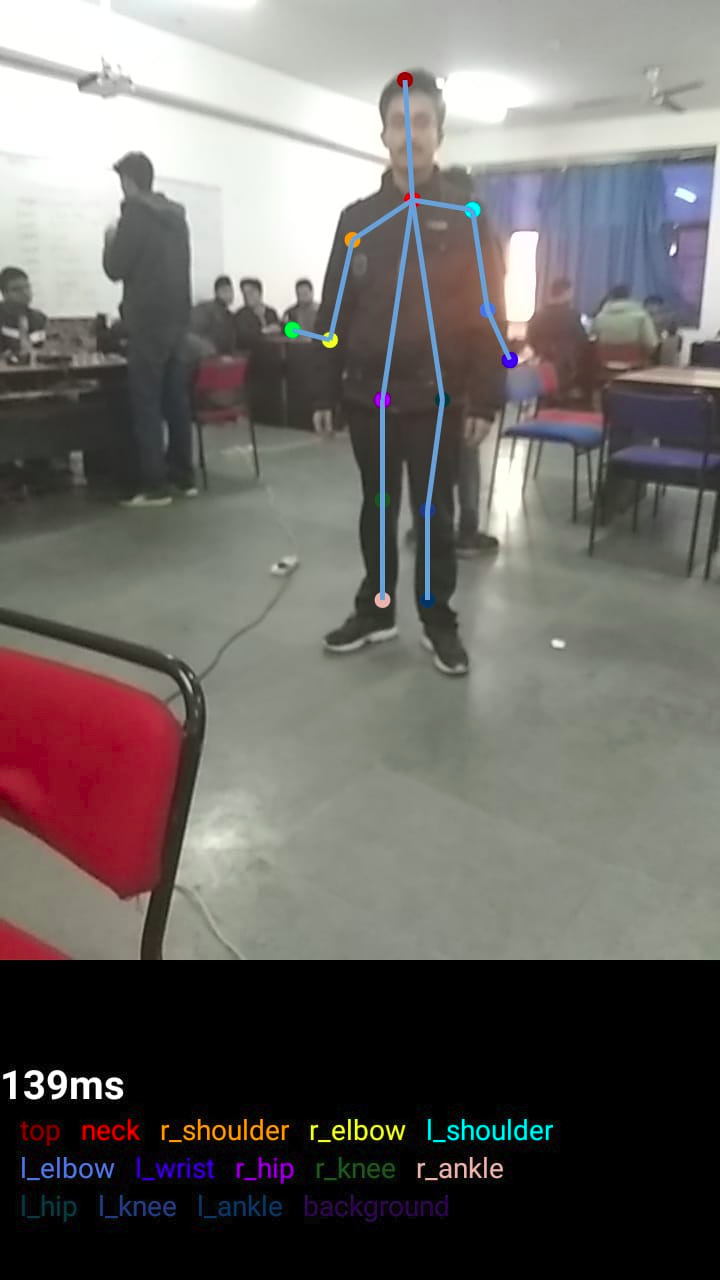 139ms
top neck r_shoulder r_elbow l_shoulder
l_elbow l_wrist r_hip r_knee r_ankle
l_hip l_knee l_ankle background